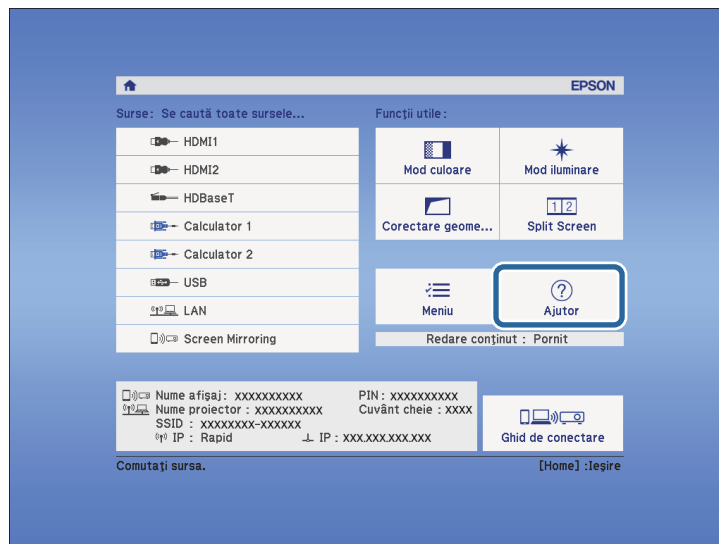 EPSON
Surse: Se caută toate sursele...
HDMI1
HDMI2
HDBaseT
Calculator 1
Calculator 2
USB
LAN
Screen Mirroring
Funcţii utile:
Mod culoare
Mod iluminare
Corectare geome...
1 2
Split Screen
Meniu
? Ajutor
Redare conţinut : Pornit
Nume afişaj: xxxxxxxxxx
PIN: xxxxxxxxxx
Nume proiector : xxxxxxxxxx
Cuvânt cheie : xxxx
SSID : xxxxxxxx-xxxxxx
IP : Rapid
IP : xxx.xxx.xxx.xxx
Ghid de conectare
Comutaţi sursa.
[Home] :Ieşire